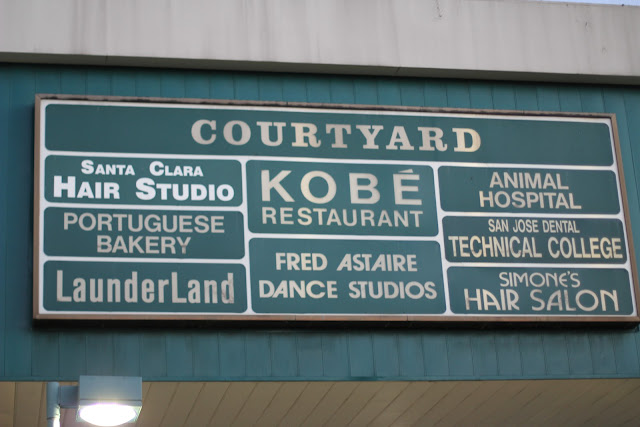 COURTYARD
SANTA CLARA
HAIR STUDIO
PORTUGUESE
BAKERY
LaunderLand
KOBÉ
RESTAURANT
FRED ASTAIRE
DANCE STUDIOS
ANIMAL
HOSPITAL
SAN JOSE DENTAL
TECHNICAL COLLEGE
SIMONE'S
HAIR SALON